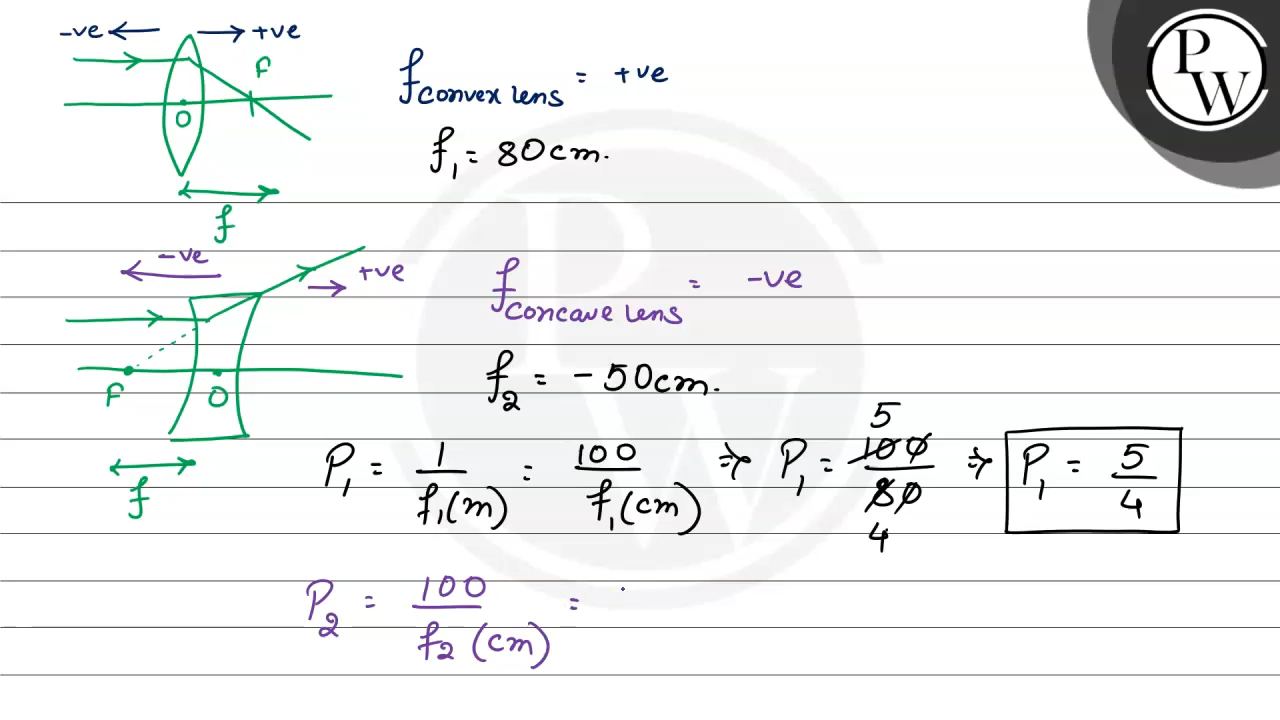 -ve +ve
F
O
f
f convex lens = +ve
f₁ = 80cm.
PW
-ve
+ve
F O
f
f concave lens = -ve
f₂ = -50cm.
P₁ = 1/f₁(m) = 100/f₁(cm) ⇒ P₁ = 100/80 ⇒ P₁ = 5/4
5
4
P₂ = 100/f₂(cm) =
PW